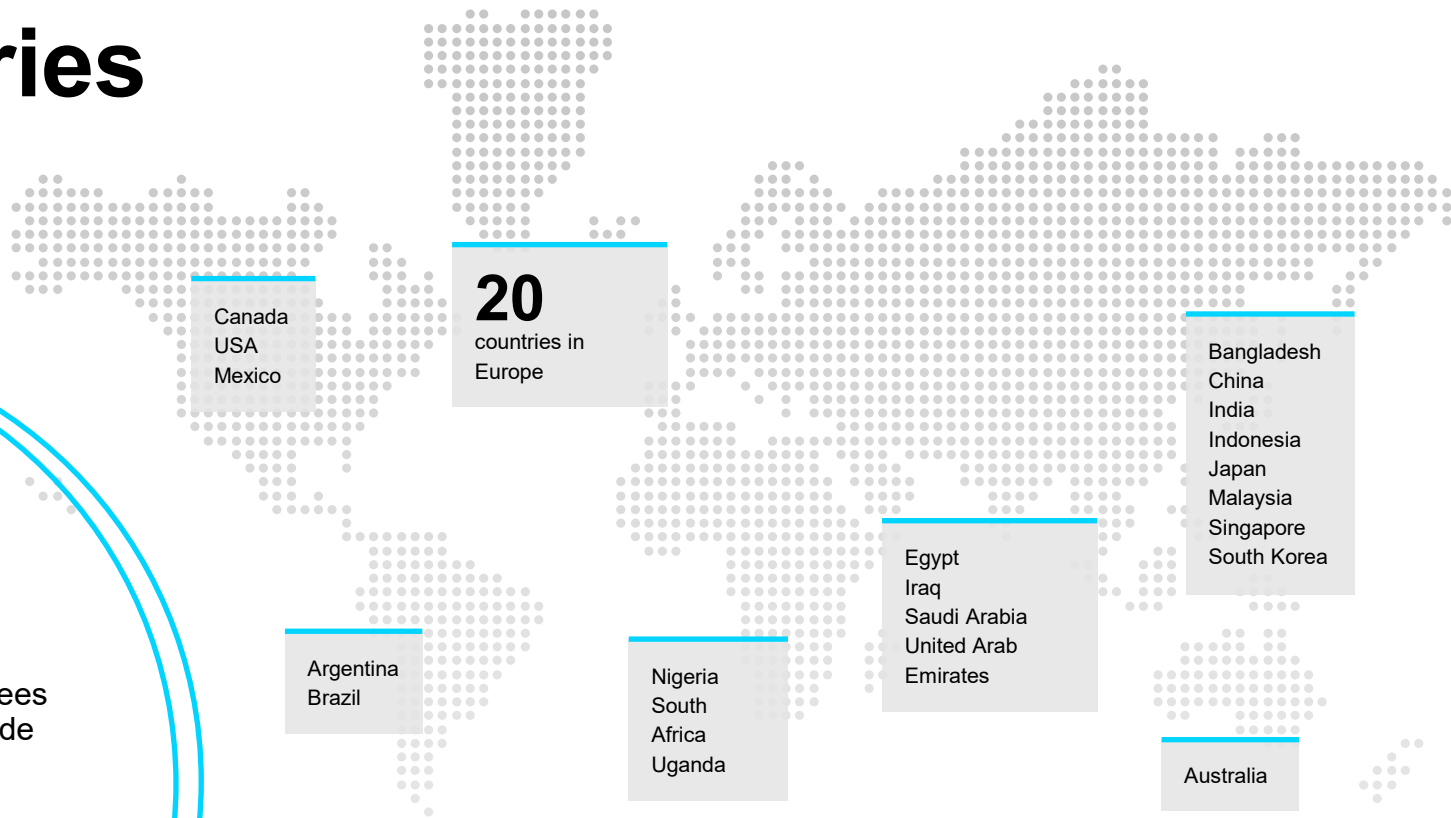 ries
Canada
USA
Mexico
20
countries in
Europe
Bangladesh
China
India
Indonesia
Japan
Malaysia
Singapore
South Korea
Egypt
Iraq
Saudi Arabia
United Arab
Emirates
Argentina
Brazil
Nigeria
South
Africa
Uganda
ees
de
Australia